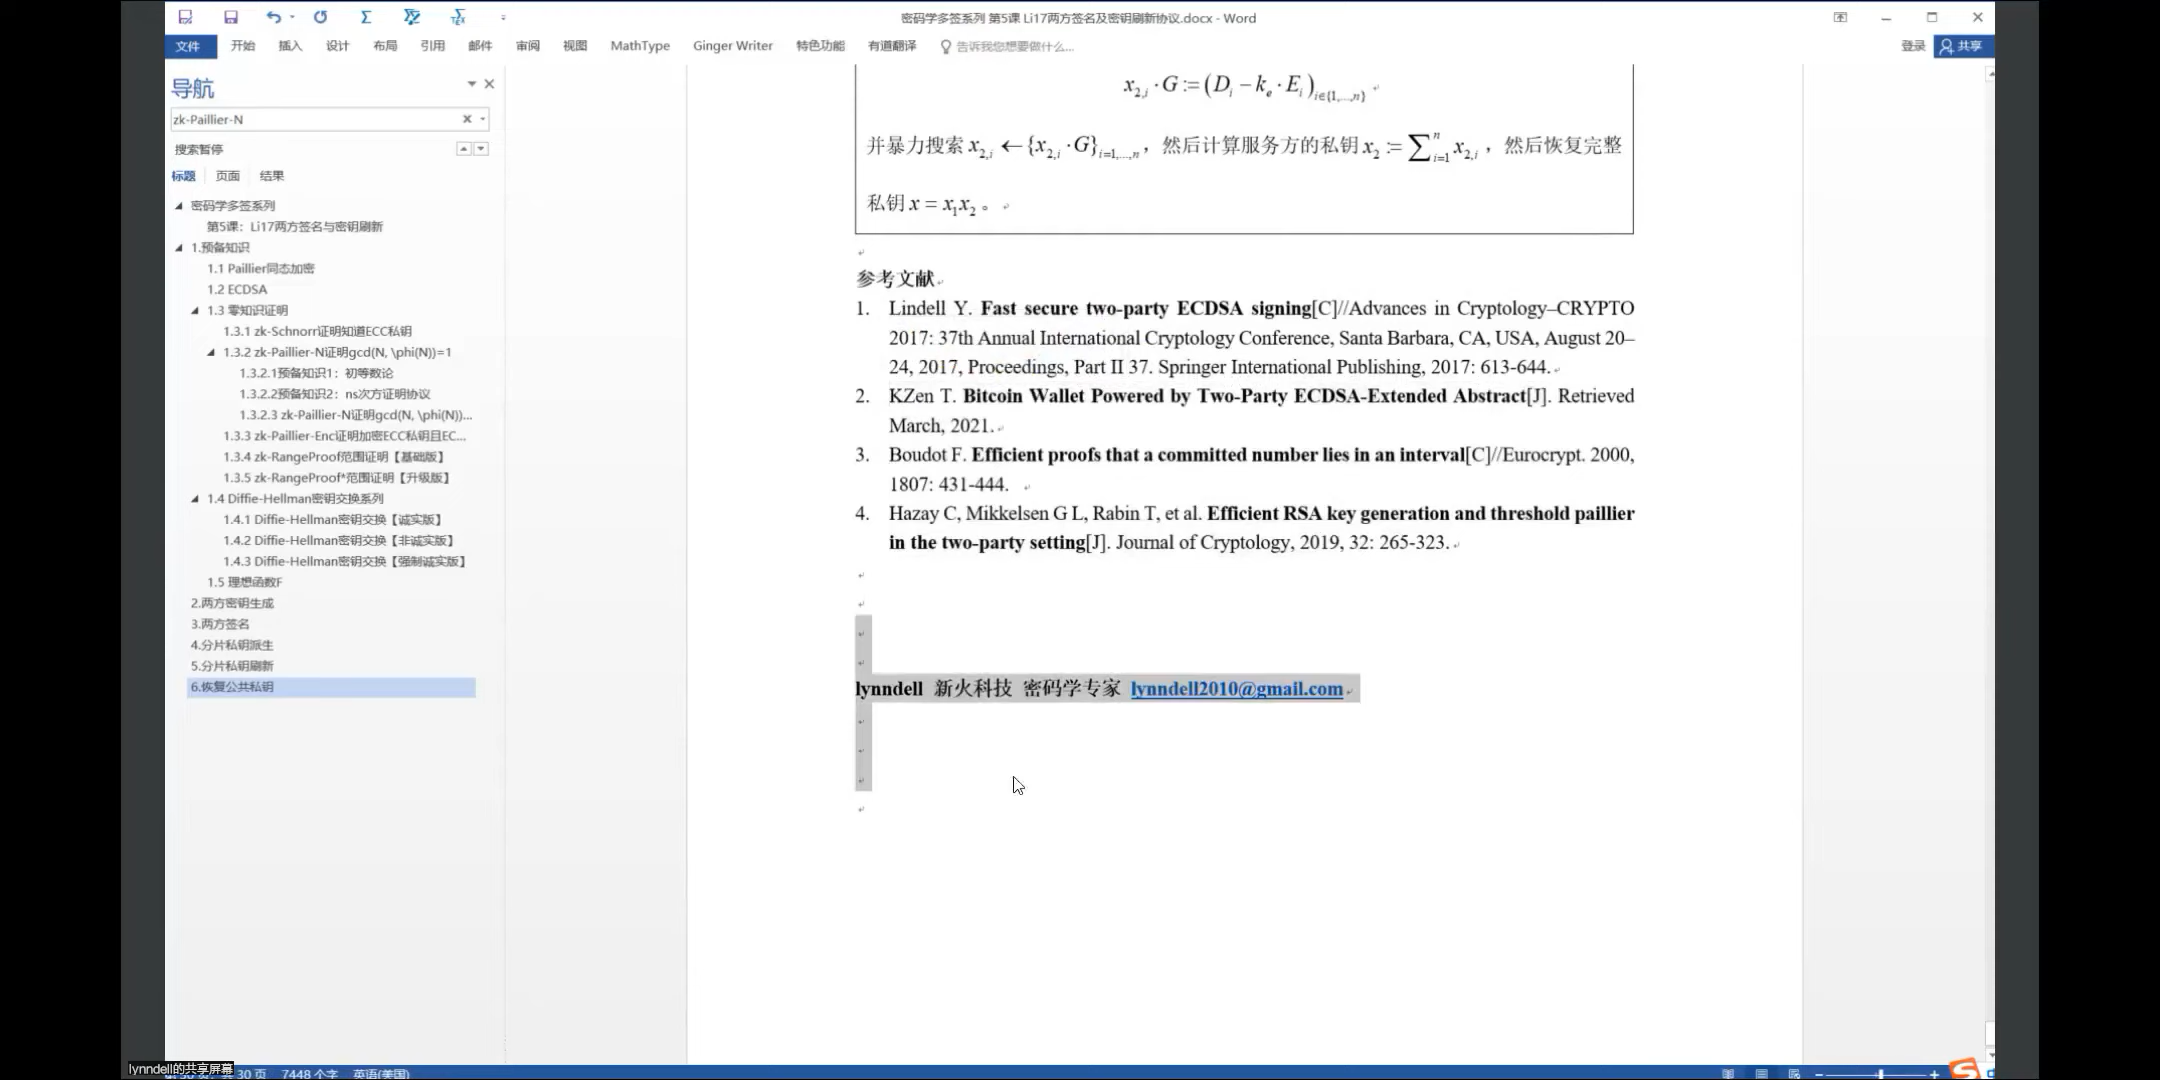 密码学多签系列 第5课 Li17两方签名及密钥刷新协议.docx - Word
文件 开始 插入 设计 布局 引用 邮件 审阅 视图 MathType Ginger Writer 特色功能 有道翻译 告诉我您想要做什么... 登录 共享
导航
zk-Paillier-N
搜索暂停
标题 页面 结果
密码学多签系列
第5课：Li17两方签名与密钥刷新
1.预备知识
1.1 Paillier同态加密
1.2 ECDSA
1.3 零知识证明
1.3.1 zk-Schnorr证明知道ECC私钥
1.3.2 zk-Paillier-N证明gcd(N, \phi(N))=1
1.3.2.1预备知识1：初等数论
1.3.2.2预备知识2：ns次方证明协议
1.3.2.3 zk-Paillier-N证明gcd(N, \phi(N))...
1.3.3 zk-Paillier-Enc证明加密ECC私钥且EC...
1.3.4 zk-RangeProof范围证明【基础版】
1.3.5 zk-RangeProof*范围证明【升级版】
1.4 Diffie-Hellman密钥交换系列
1.4.1 Diffie-Hellman密钥交换【诚实版】
1.4.2 Diffie-Hellman密钥交换【非诚实版】
1.4.3 Diffie-Hellman密钥交换【强制诚实版】
1.5 理想函数F
2.两方密钥生成
3.两方签名
4.分片私钥派生
5.分片私钥刷新
6.恢复公共私钥
x_{2,i} · G := (D_i − k_e · E_i)_{i∈{1,...,n}}
并暴力搜索 x_{2,i} ← {x_{2,i} · G}_{i=1,...,n}，然后计算服务方的私钥 x_2 := ∑_{i=1}^{n} x_{2,i}，然后恢复完整
私钥 x = x_1x_2。
参考文献
1. Lindell Y. Fast secure two-party ECDSA signing[C]//Advances in Cryptology–CRYPTO
2017: 37th Annual International Cryptology Conference, Santa Barbara, CA, USA, August 20–
24, 2017, Proceedings, Part II 37. Springer International Publishing, 2017: 613-644.
2. KZen T. Bitcoin Wallet Powered by Two-Party ECDSA-Extended Abstract[J]. Retrieved
March, 2021.
3. Boudot F. Efficient proofs that a committed number lies in an interval[C]//Eurocrypt. 2000,
1807: 431-444.
4. Hazay C, Mikkelsen G L, Rabin T, et al. Efficient RSA key generation and threshold paillier
in the two-party setting[J]. Journal of Cryptology, 2019, 32: 265-323.
lynndell 新火科技 密码学专家 lynndell2010@gmail.com
lynndell的共享屏幕
30 页 7448 个字 英语(美国)